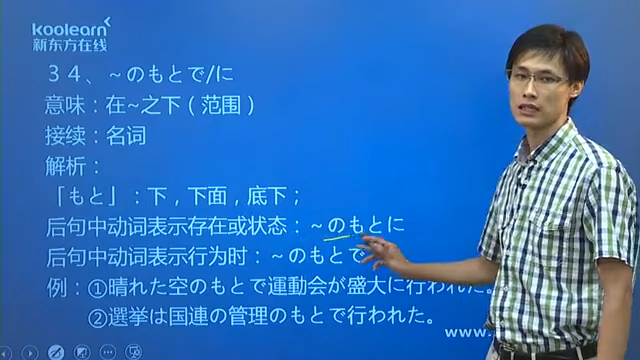 koolearn
新东方在线
34、~のもとで/に
意味：在~之下（范围）
接续：名词
解析：
「もと」：下，下面，底下；
后句中动词表示存在或状态：~のもとに
后句中动词表示行为时：~のもとで
例：①晴れた空のもとで運動会が盛大に行われた。
②選挙は国連の管理のもとで行われた。
www.